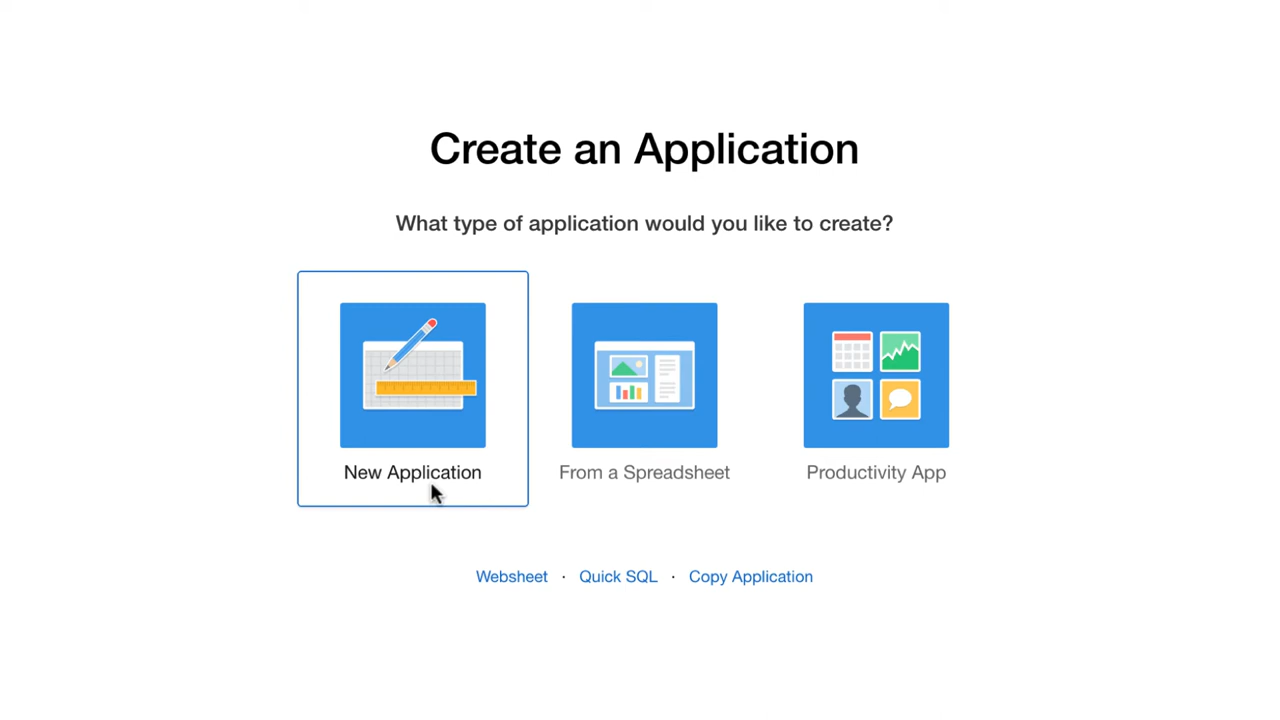 Create an Application
What type of application would you like to create?
New Application
From a Spreadsheet
Productivity App
Websheet · Quick SQL · Copy Application